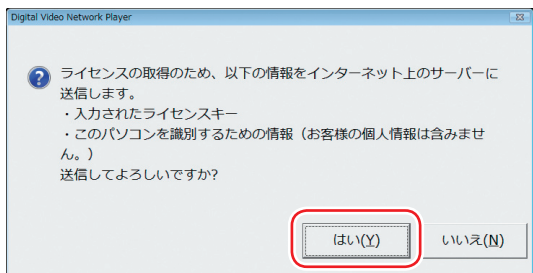 Digital Video Network Player
ライセンスの取得のため、以下の情報をインターネット上のサーバーに
送信します。
・入力されたライセンスキー
・このパソコンを識別するための情報（お客様の個人情報は含みませ
ん。）
送信してよろしいですか?
はい(Y)
いいえ(N)